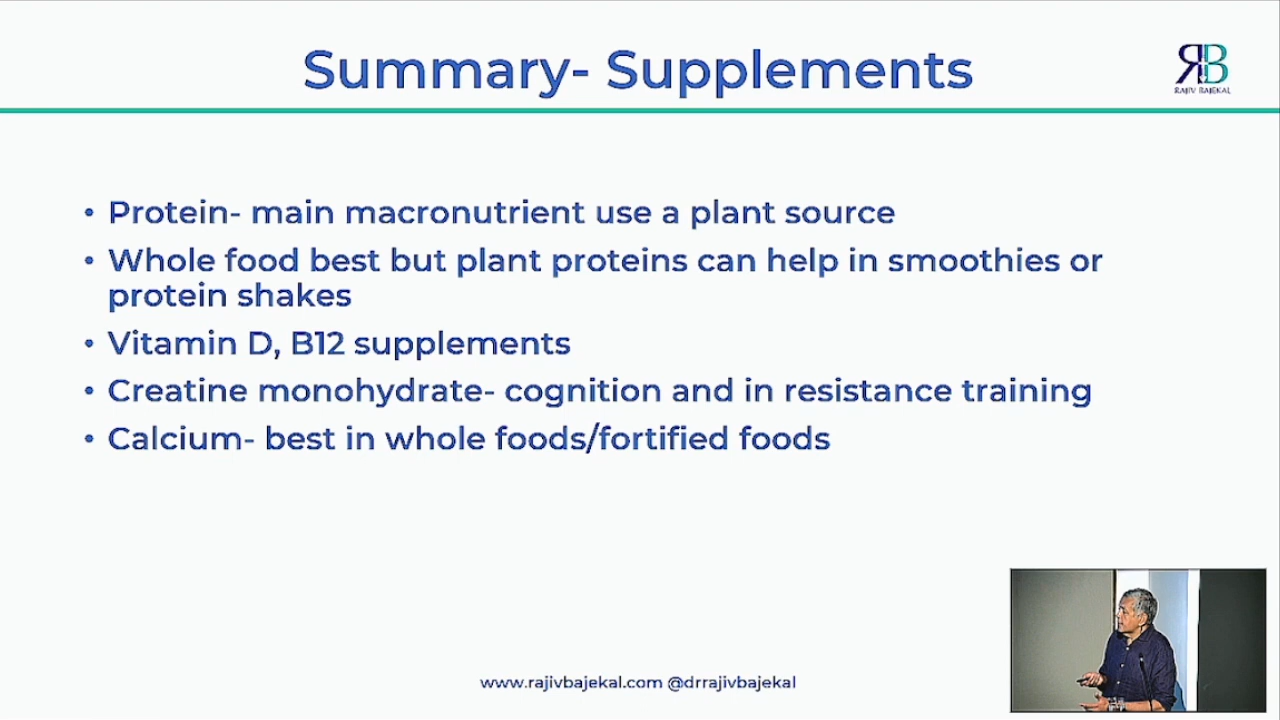 Summary- Supplements
RB
RAJIV BAJEKAL
• Protein- main macronutrient use a plant source
• Whole food best but plant proteins can help in smoothies or
protein shakes
• Vitamin D, B12 supplements
• Creatine monohydrate- cognition and in resistance training
• Calcium- best in whole foods/fortified foods
www.rajivbajekal.com @drrajivbajekal